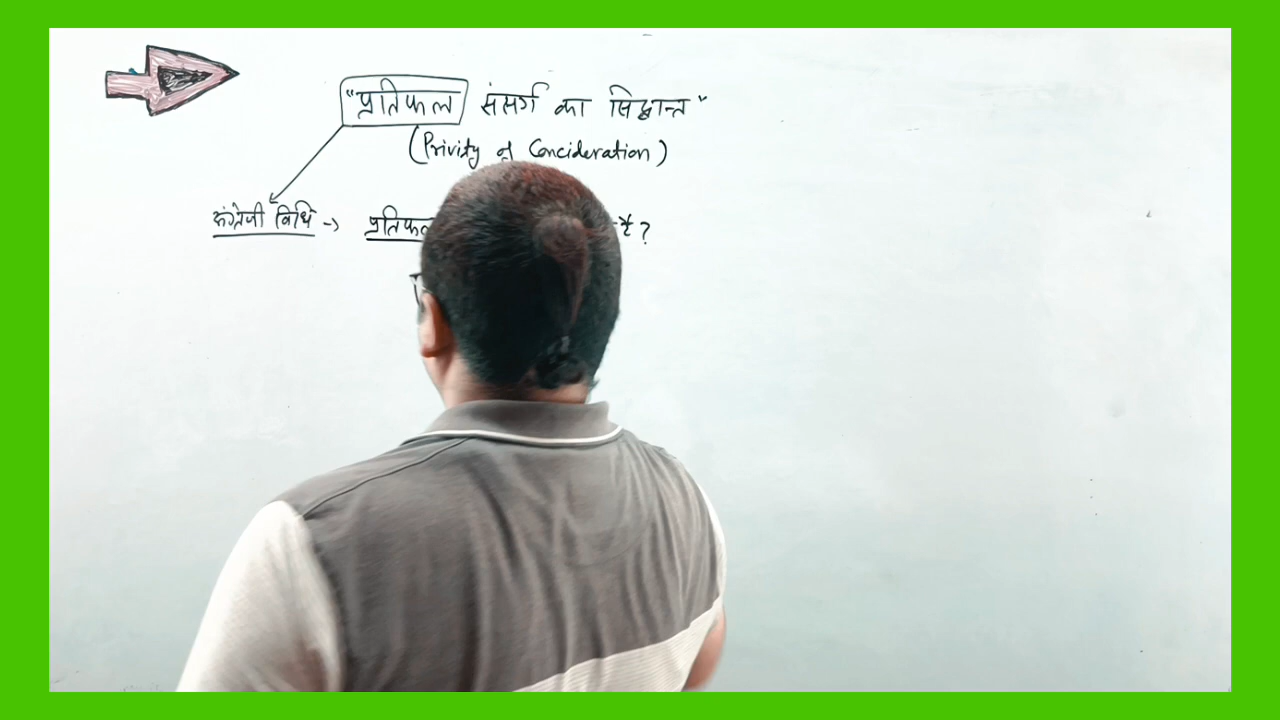 "प्रतिफल संसर्ग का सिद्धान्त"
(Privity of Concideration)
अंग्रेजी विधि → प्रतिफल है ?